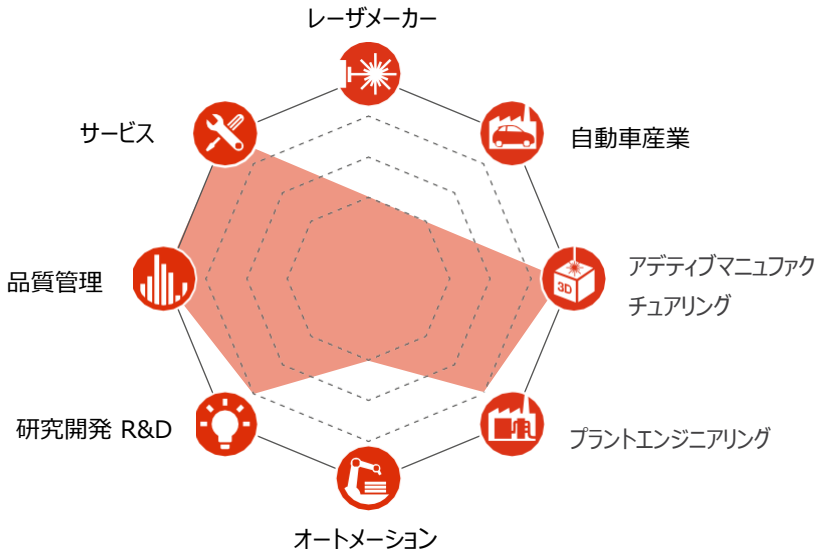 レーザメーカー
サービス
自動車産業
品質管理
アデティブマニュファク
チュアリング
3D
研究開発 R&D
プラントエンジニアリング
オートメーション